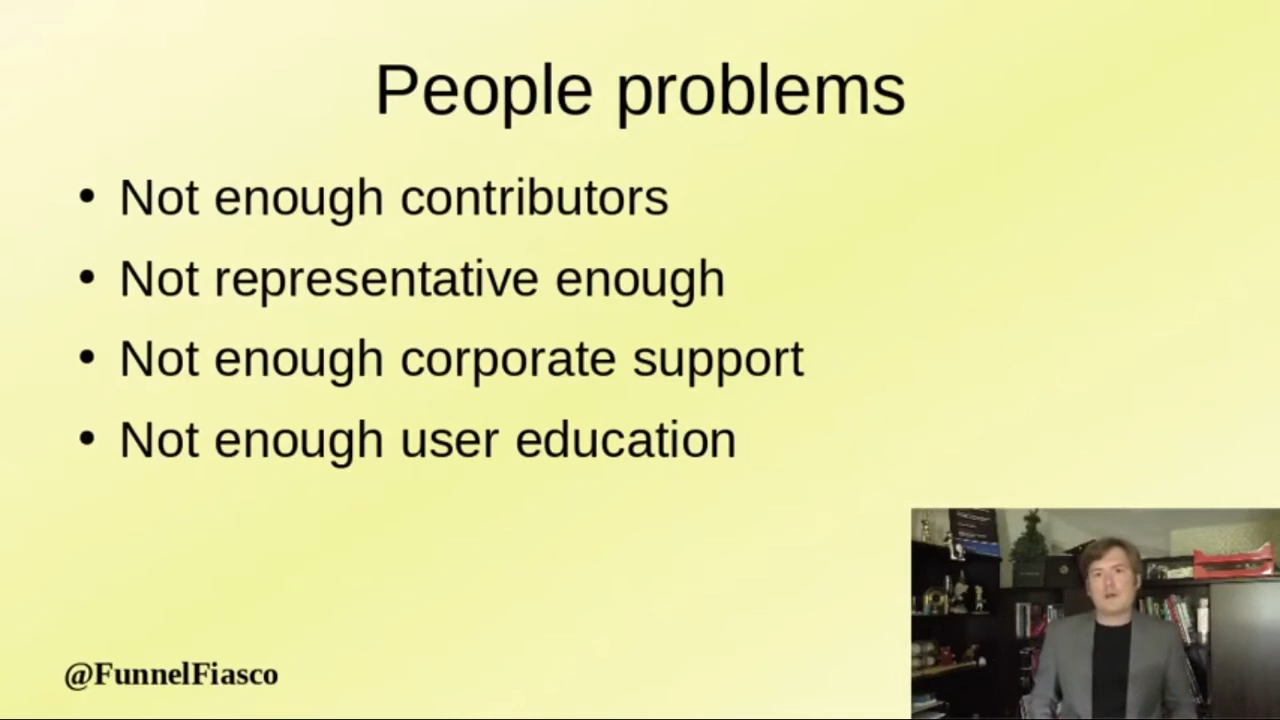 People problems
• Not enough contributors
• Not representative enough
• Not enough corporate support
• Not enough user education
@FunnelFiasco